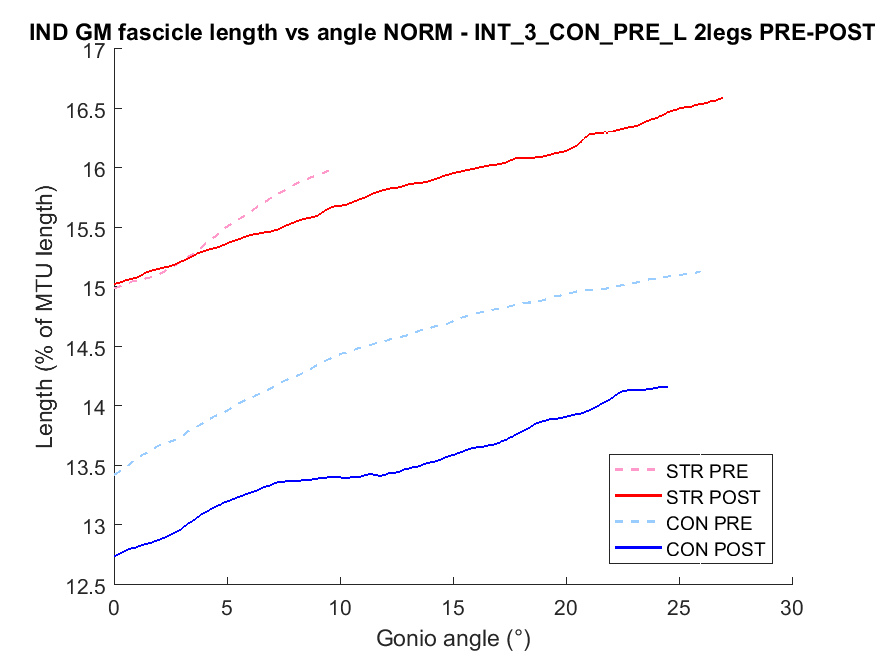 IND GM fascicle length vs angle NORM - INT_3_CON_PRE_L 2legs PRE-POST
17
16.5
16
15.5
15
14.5
14
13.5
13
12.5
Length (% of MTU length)
STR PRE
STR POST
CON PRE
CON POST
0
5
10
15
20
25
30
Gonio angle (°)